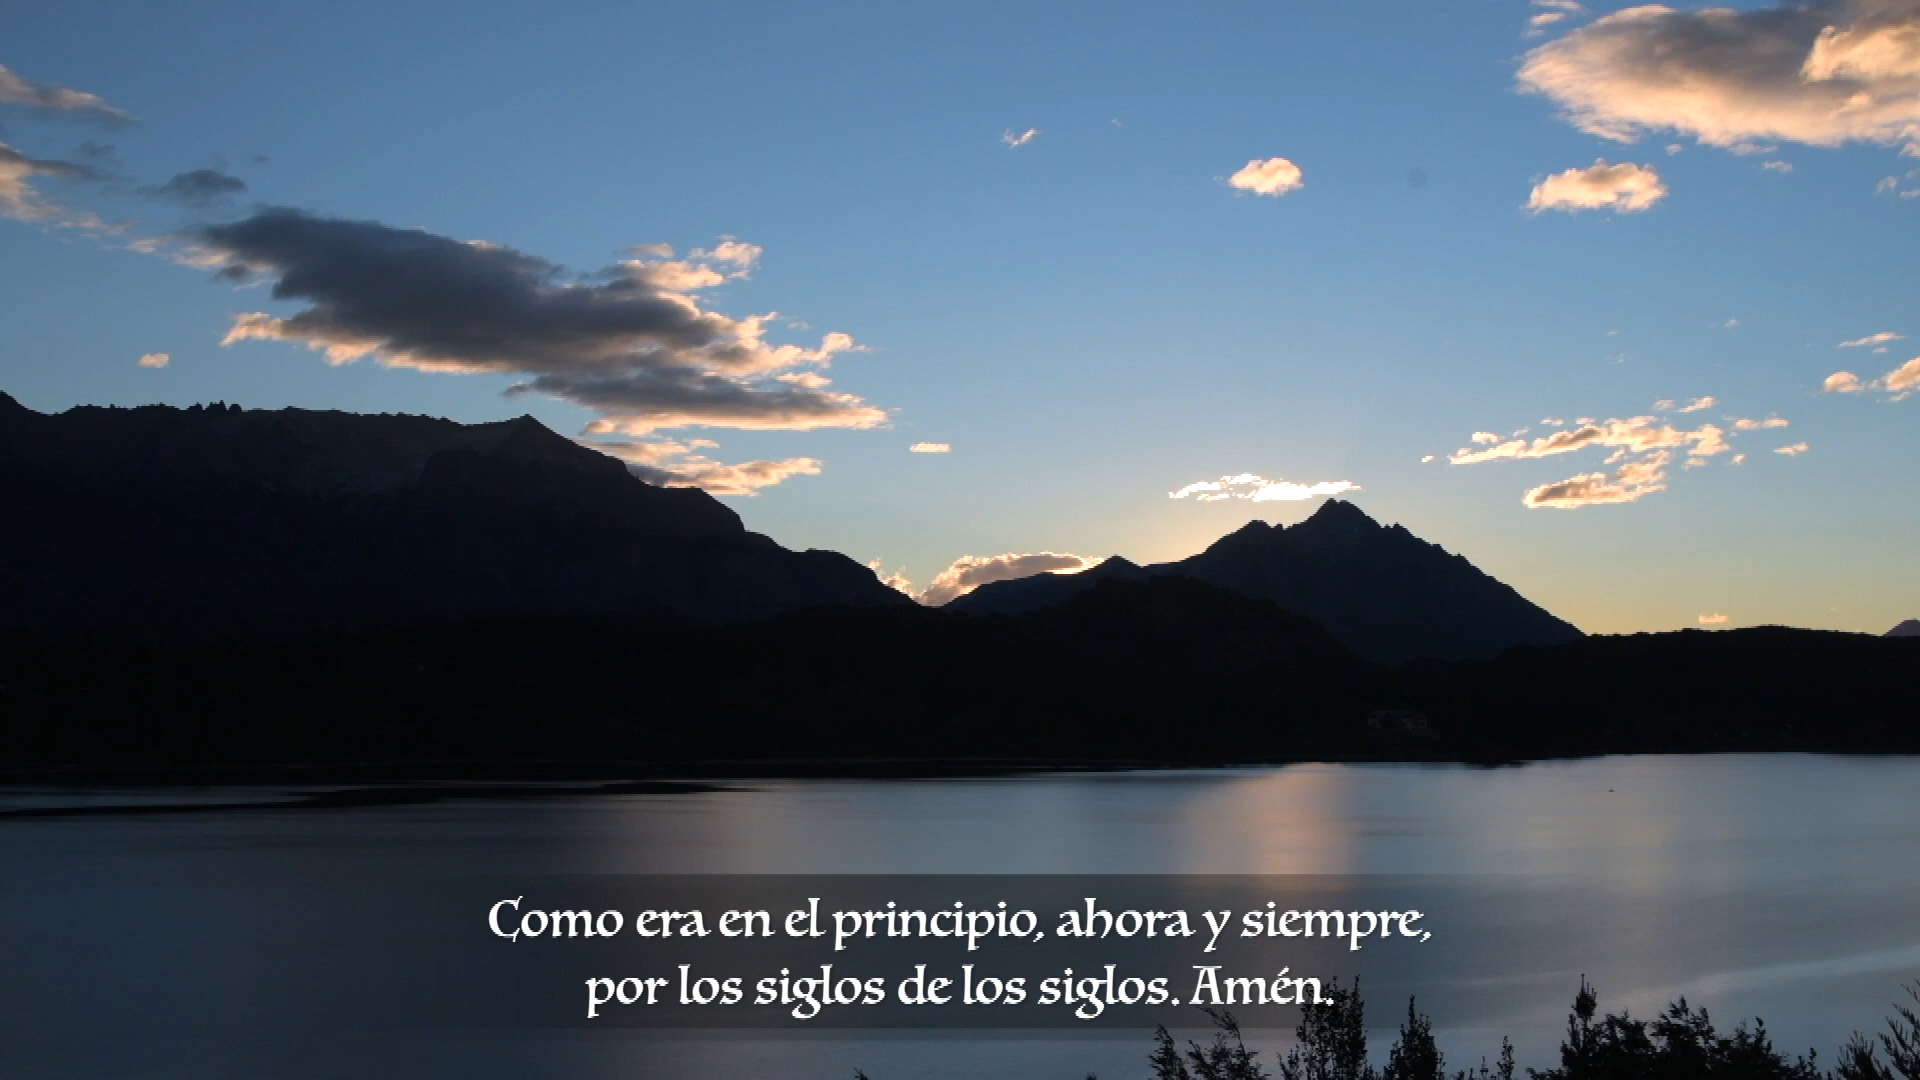 Como era en el principio, ahora y siempre,
por los siglos de los siglos. Amén.